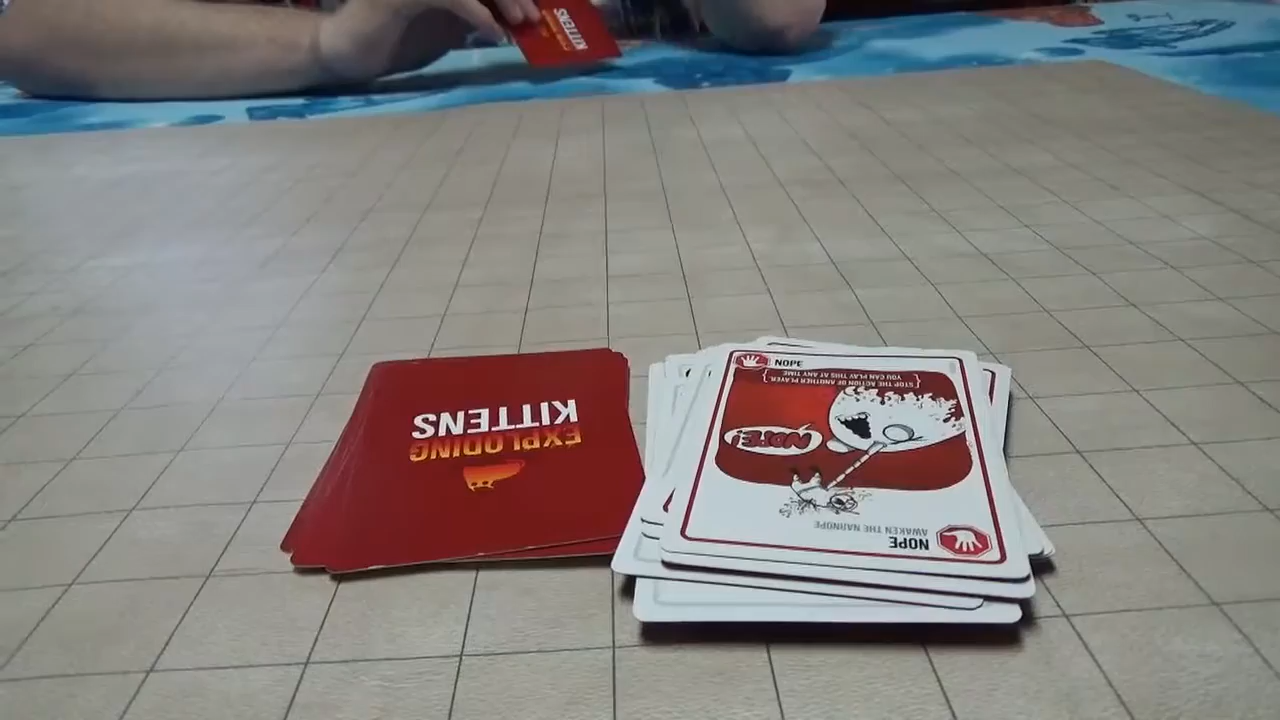 KITTENS
EXPLODING
KITTENS
NOPE
STOP THE ACTION OF ANOTHER PLAYER.
YOU CAN PLAY THIS AT ANY TIME
NOPE!
AWAKEN THE NARNOPE
NOPE